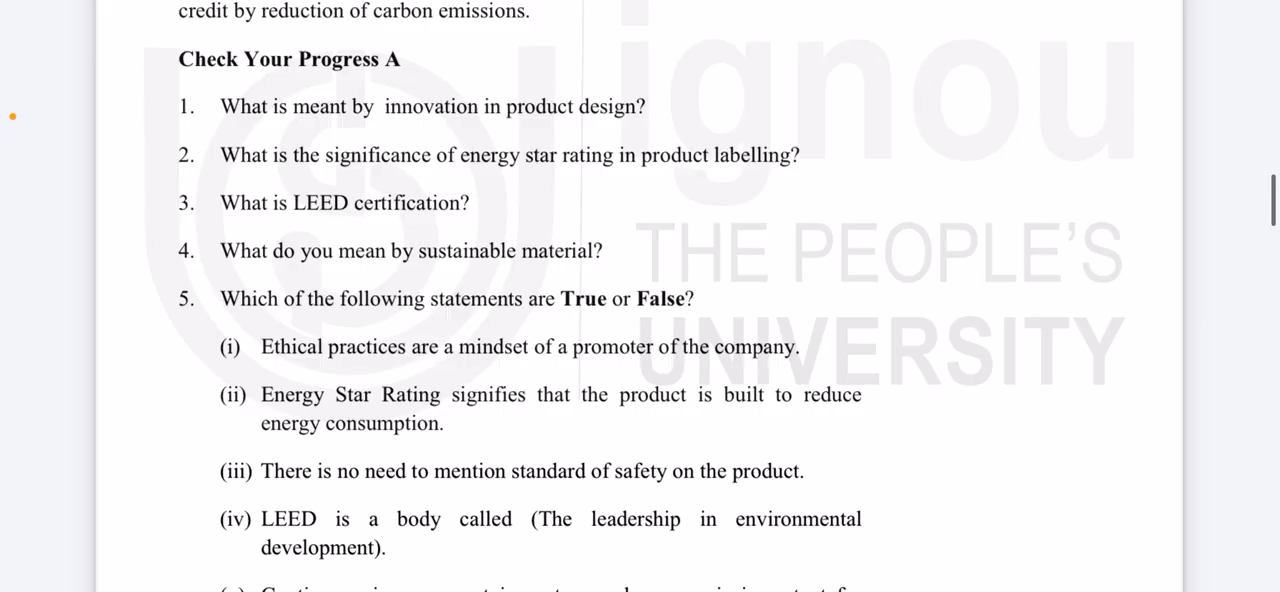 credit by reduction of carbon emissions.
Check Your Progress A
1. What is meant by innovation in product design?
2. What is the significance of energy star rating in product labelling?
3. What is LEED certification?
4. What do you mean by sustainable material?
5. Which of the following statements are True or False?
(i) Ethical practices are a mindset of a promoter of the company.
(ii) Energy Star Rating signifies that the product is built to reduce
energy consumption.
(iii) There is no need to mention standard of safety on the product.
(iv) LEED is a body called (The leadership in environmental
development).
ignou
THE PEOPLE'S
UNIVERSITY